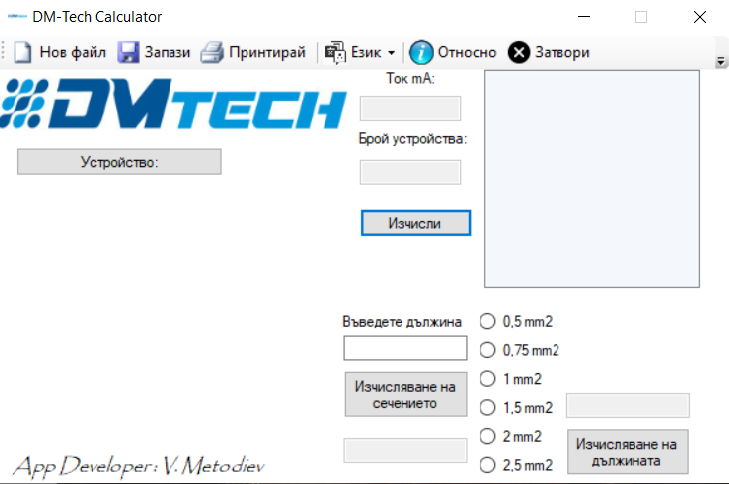 DM-Tech Calculator
Нов файл Запази Принтирай Език Относно Затвори
DMTECH
Ток mA:
Брой устройства:
Устройство:
Изчисли
Въведете дължина
0,5 mm2
0,75 mm2
1 mm2
1,5 mm2
2 mm2
2,5 mm2
Изчисляване на
сечението
Изчисляване на
дължината
App Developer: V. Metodiev